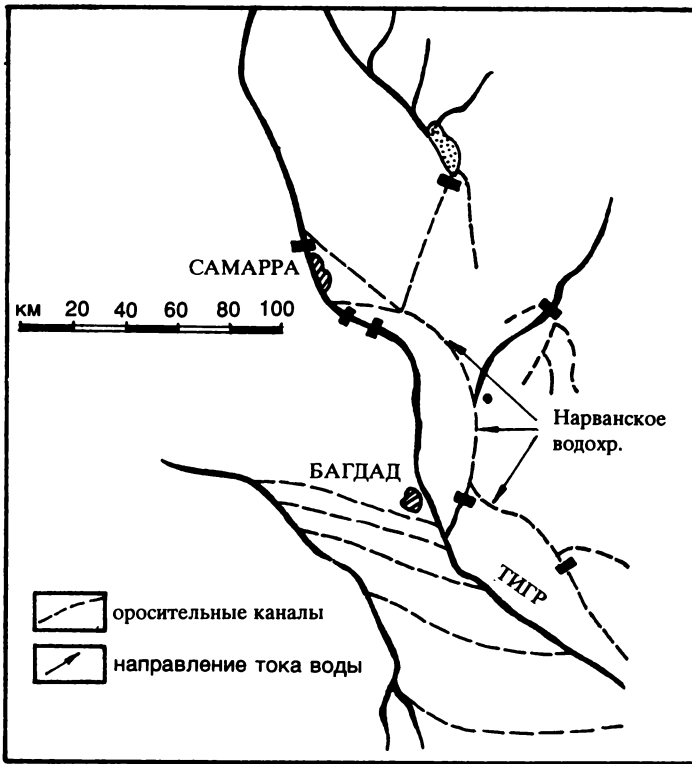 САМАРРА
км 20 40 60 80 100
Нарванское
водохр.
БАГДАД
ТИГР
оросительные каналы
направление тока воды